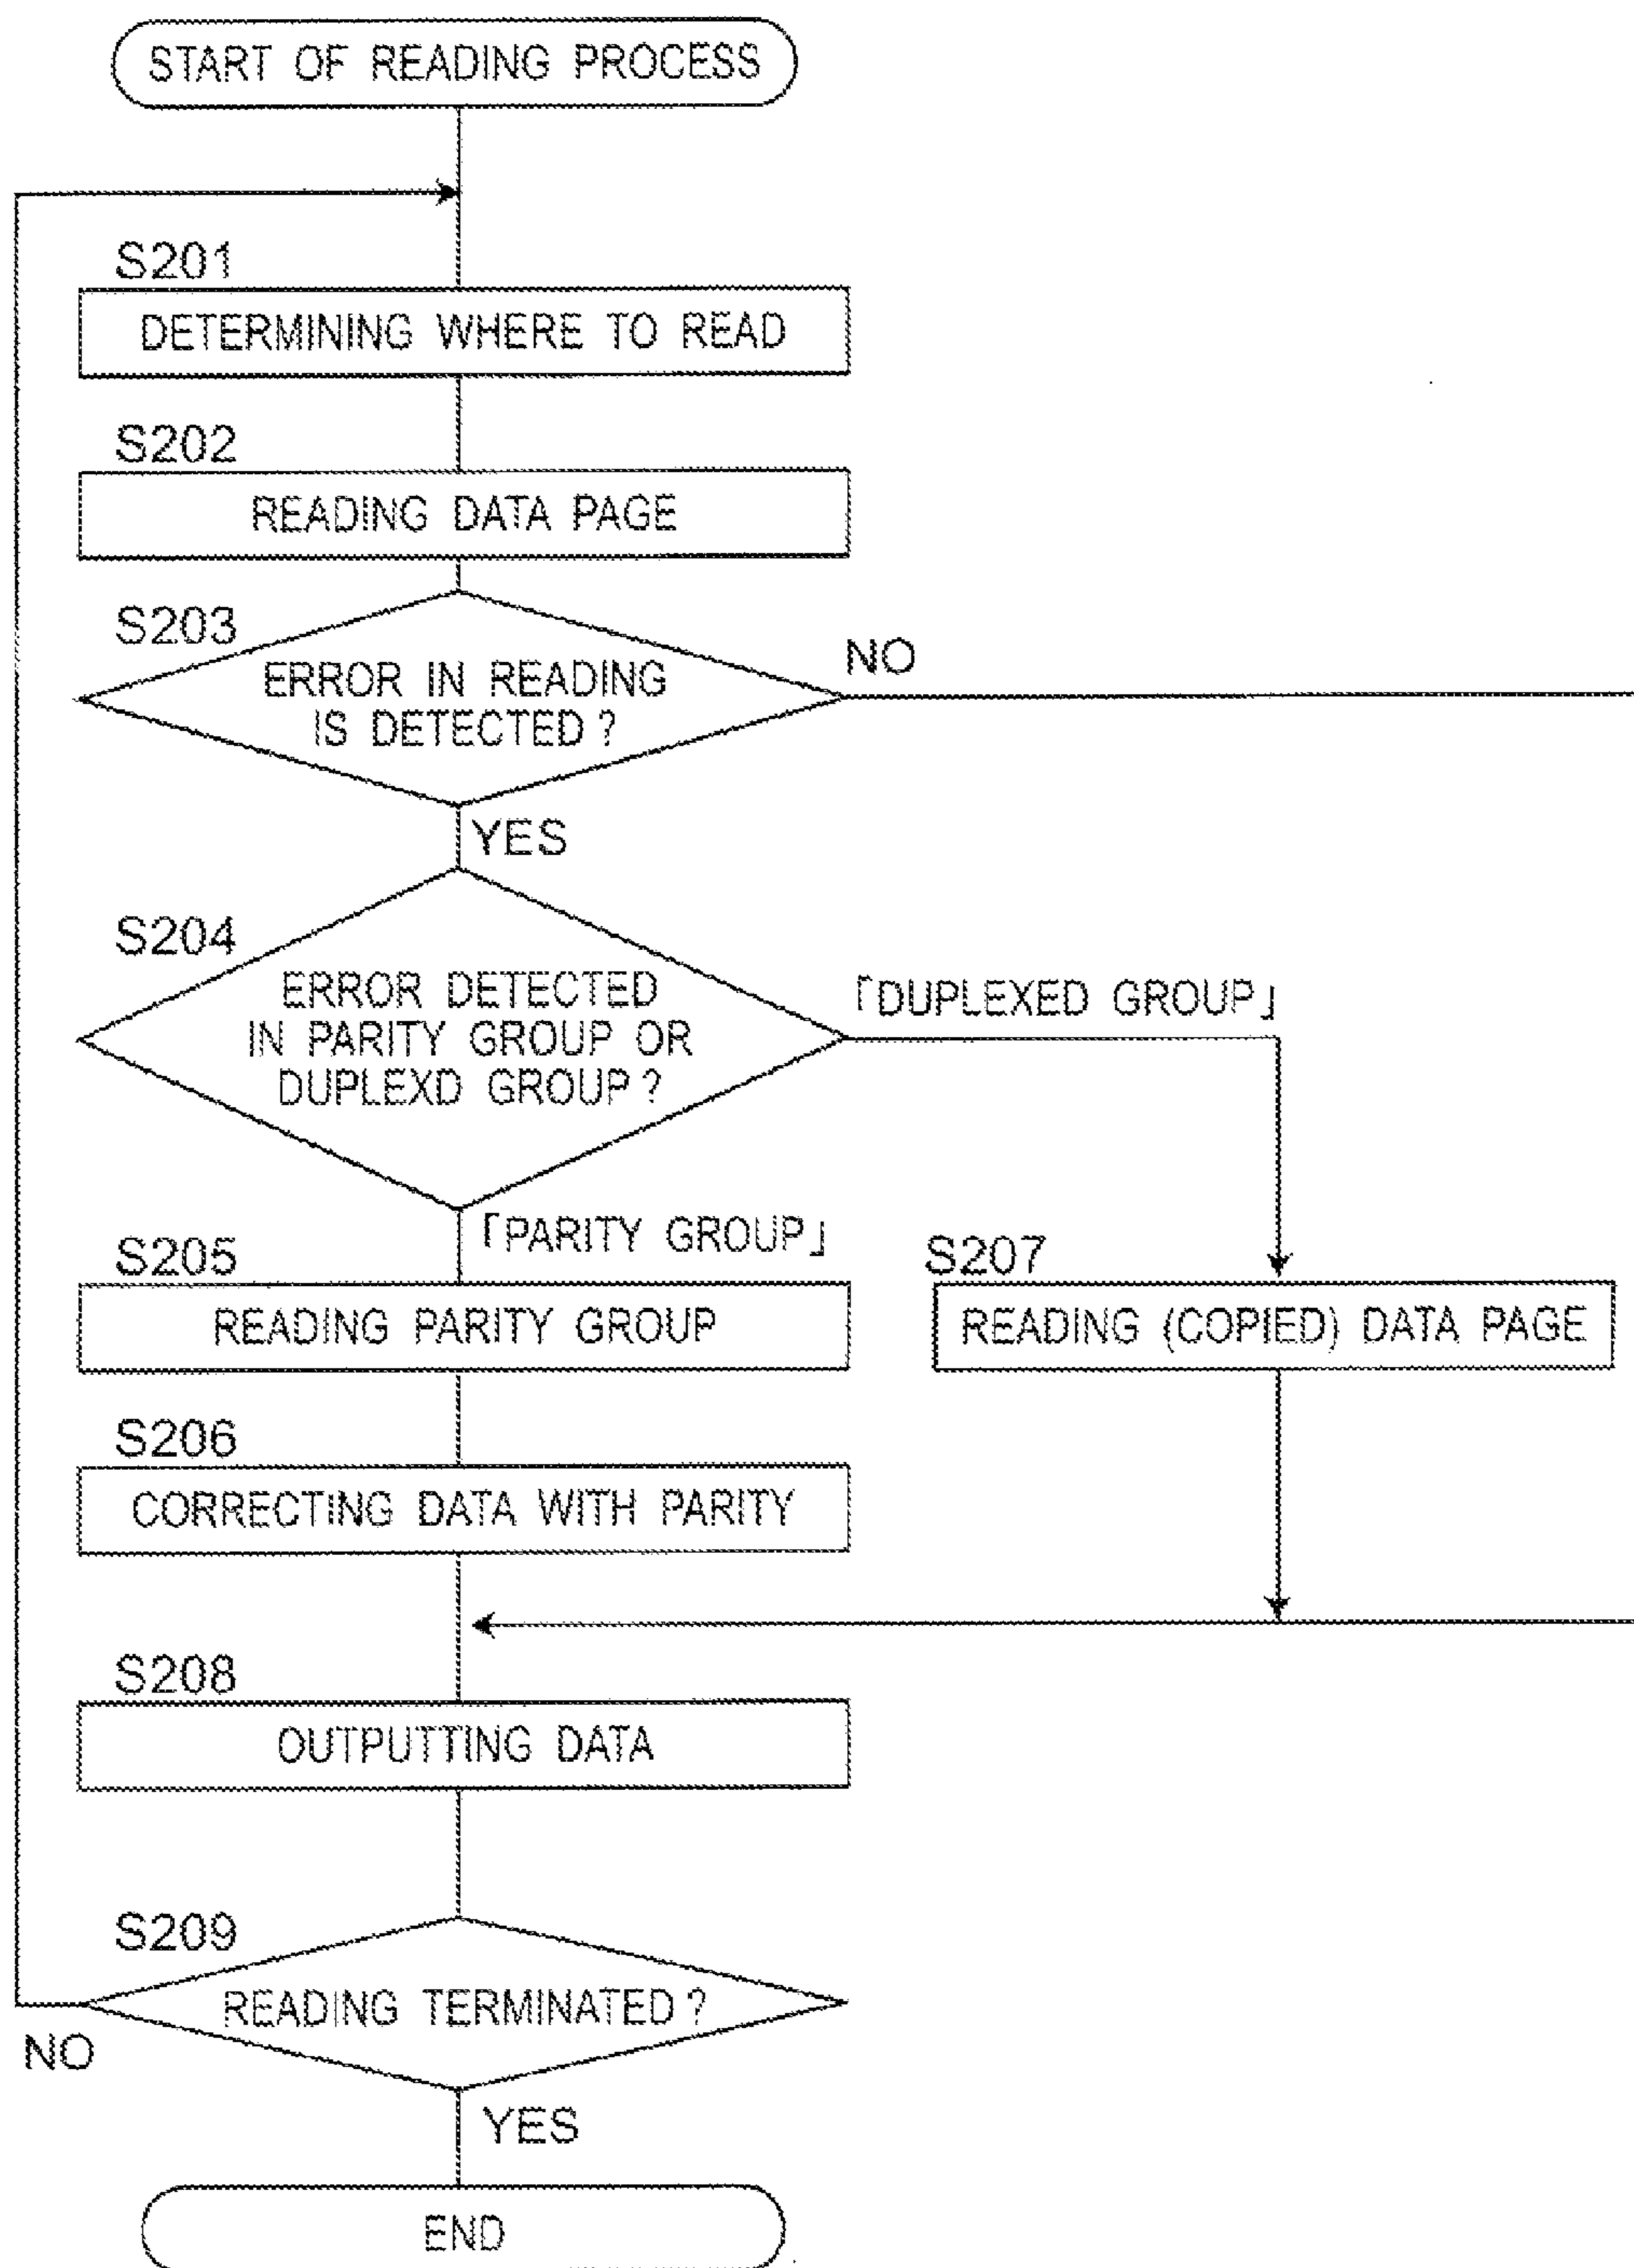 START OF READING PROCESS
S201
DETERMINING WHERE TO READ
S202
READING DATA PAGE
S203
ERROR IN READING
IS DETECTED?
NO
YES
S204
ERROR DETECTED
IN PARITY GROUP OR
DUPLEXD GROUP?
「DUPLEXED GROUP」
「PARITY GROUP」
S205
READING PARITY GROUP
S207
READING (COPIED) DATA PAGE
S206
CORRECTING DATA WITH PARITY
S208
OUTPUTTING DATA
S209
READING TERMINATED?
NO
YES
END